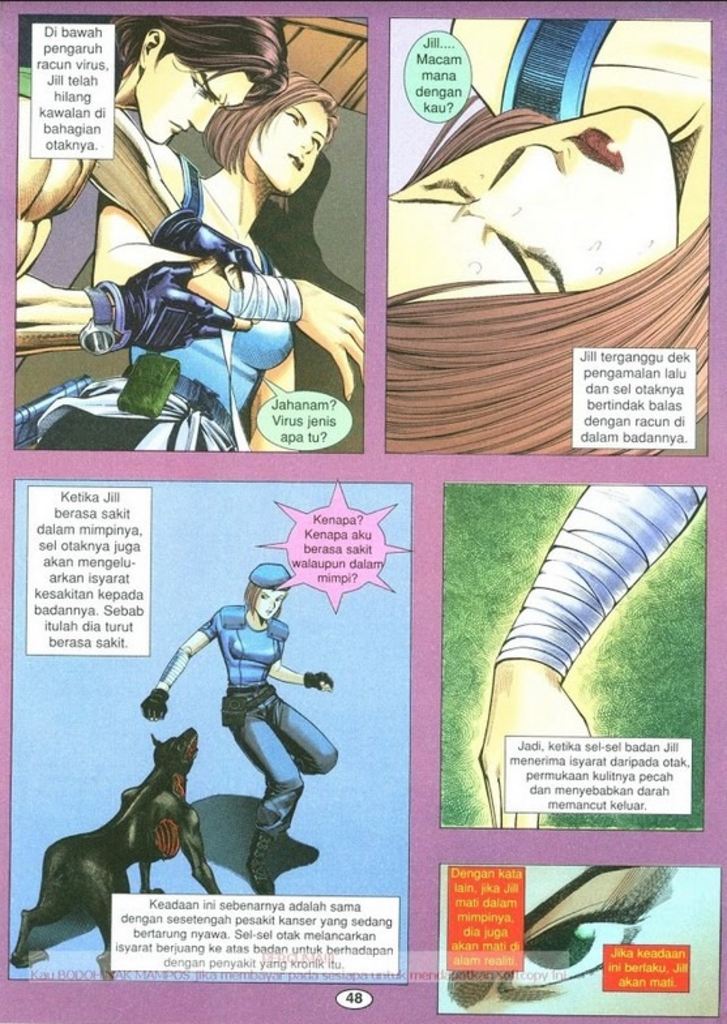 Di bawah
pengaruh
racun virus,
Jill telah
hilang
kawalan di
bahagian
otaknya.
Jahanam?
Virus jenis
apa tu?
Jill....
Macam
mana
dengan
kau?
Jill terganggu dek
pengamalan lalu
dan sel otaknya
bertindak balas
dengan racun di
dalam badannya.
Ketika Jill
berasa sakit
dalam mimpinya,
sel otaknya juga
akan mengelu-
arkan isyarat
kesakitan kepada
badannya. Sebab
itulah dia turut
berasa sakit.
Kenapa?
Kenapa aku
berasa sakit
walaupun dalam
mimpi?
Keadaan ini sebenarnya adalah sama
dengan sesetengah pesakit kanser yang sedang
bertarung nyawa. Sel-sel otak melancarkan
isyarat berjuang ke atas badan untuk berhadapan
dengan penyakit yang kronik itu.
Jadi, ketika sel-sel badan Jill
menerima isyarat daripada otak,
permukaan kulitnya pecah
dan menyebabkan darah
memancut keluar.
Dengan kata
lain, jika Jill
mati dalam
mimpinya,
dia juga
akan mati di
alam realiti.
Jika keadaan
ini berlaku, Jill
akan mati.
Kau BODOH NAK MAMPOS jika membayar pada sesiapa untuk mendapatkan softcopy ini
48